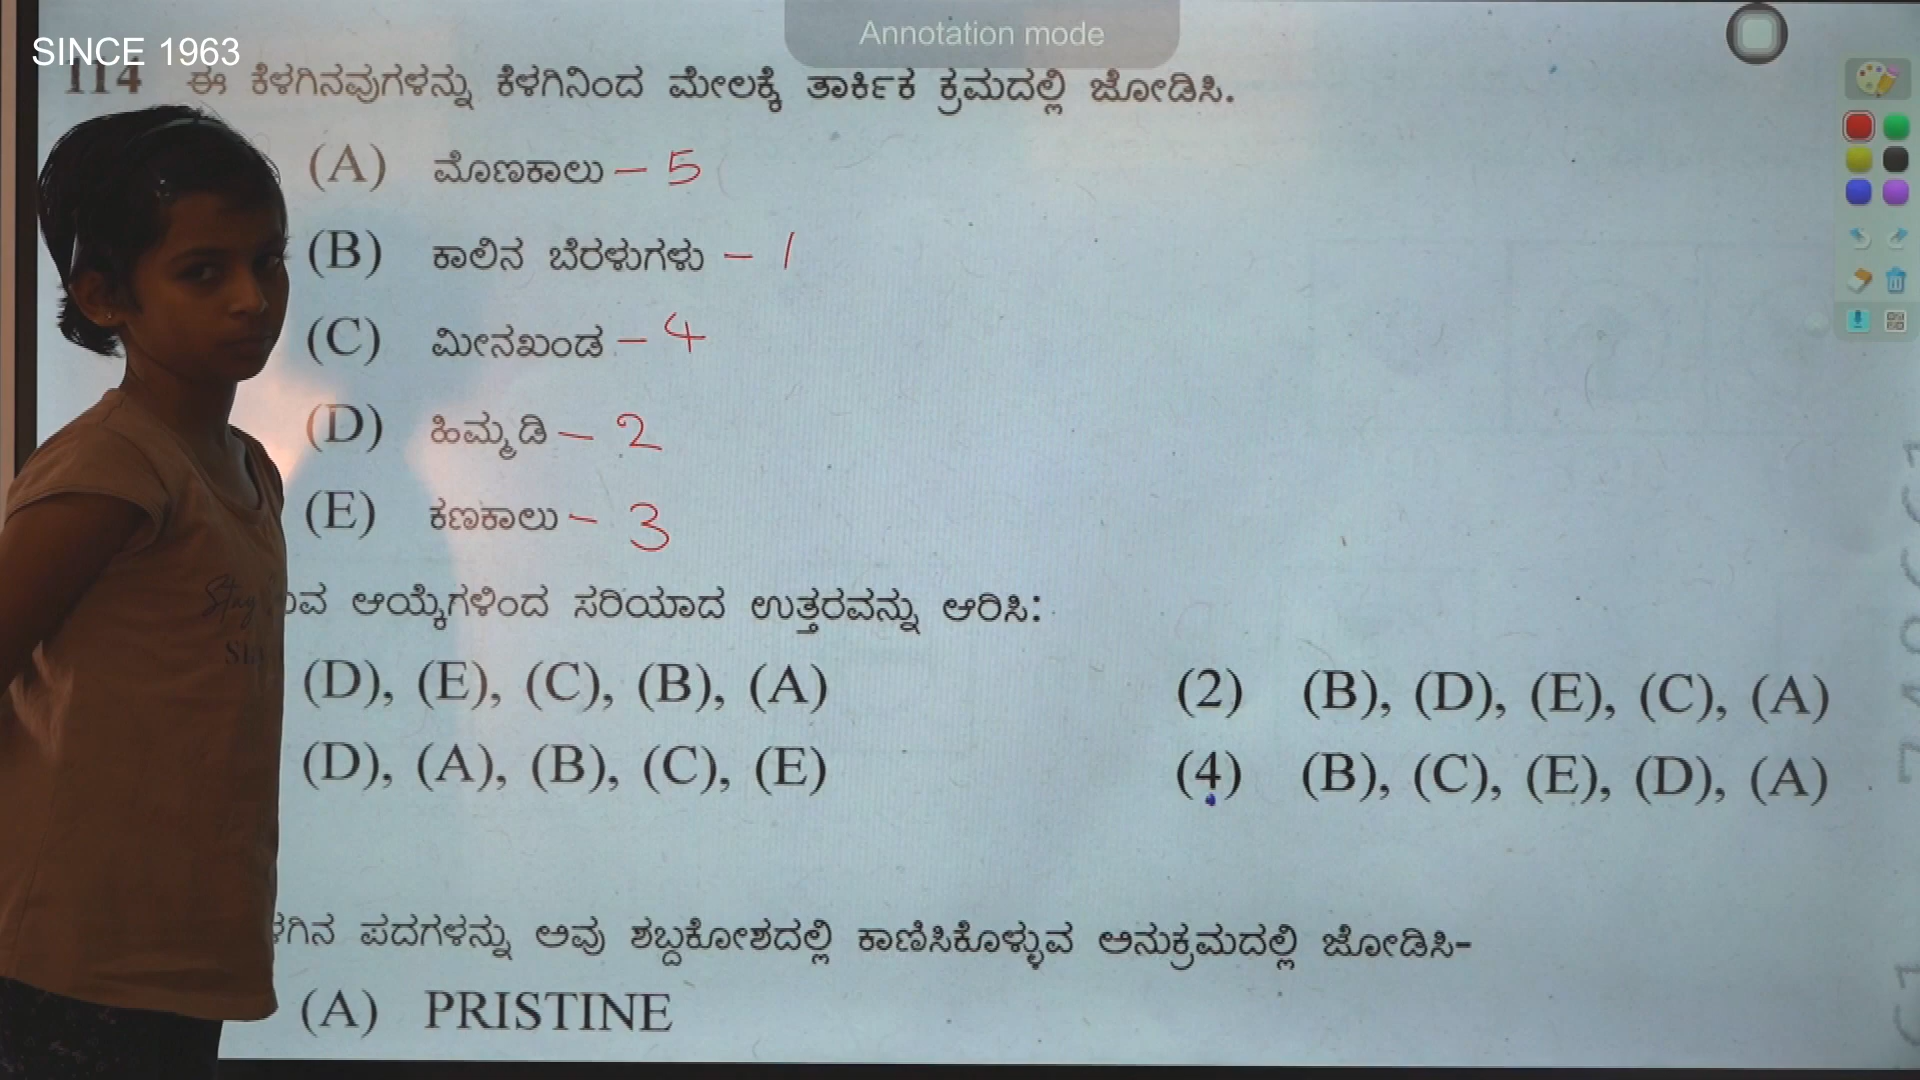 Annotation mode
SINCE 1963
114 ಈ ಕೆಳಗಿನವುಗಳನ್ನು ಕೆಳಗಿನಿಂದ ಮೇಲಕ್ಕೆ ತಾರ್ಕಿಕ ಕ್ರಮದಲ್ಲಿ ಜೋಡಿಸಿ.
(A) ಮೊಣಕಾಲು – 5
(B) ಕಾಲಿನ ಬೆರಳುಗಳು – 1
(C) ಮೀನಖಂಡ – 4
(D) ಹಿಮ್ಮಡಿ – 2
(E) ಕಣಕಾಲು – 3
ಆಯ್ಕೆಗಳಿಂದ ಸರಿಯಾದ ಉತ್ತರವನ್ನು ಆರಿಸಿ:
(D), (E), (C), (B), (A) (2) (B), (D), (E), (C), (A)
(D), (A), (B), (C), (E) (4) (B), (C), (E), (D), (A)
ಪದಗಳನ್ನು ಅವು ಶಬ್ದಕೋಶದಲ್ಲಿ ಕಾಣಿಸಿಕೊಳ್ಳುವ ಅನುಕ್ರಮದಲ್ಲಿ ಜೋಡಿಸಿ-
(A) PRISTINE